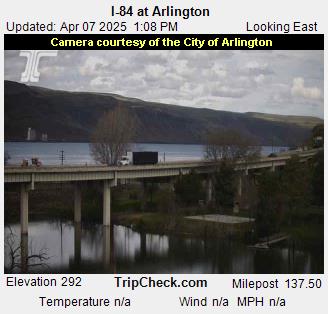 I-84 at Arlington
Updated: Apr 07 2025 1:08 PM Looking East
Camera courtesy of the City of Arlington
Elevation 292 TripCheck.com Milepost 137.50
Temperature n/a Wind n/a MPH n/a